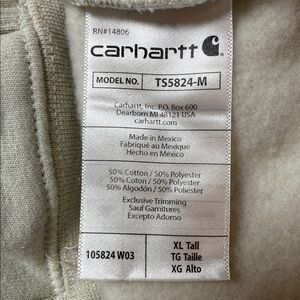 RN#14806
carhartt
MODEL NO. TS5824-M
Carhartt, Inc. P.O. Box 600
Dearborn MI 48121 USA
carhartt.com
Made in Mexico
Fabriqué au Mexique
Hecho en México
50% Cotton / 50% Polyester
50% Coton / 50% Polyester
50% Algodón / 50% Poliéster
Exclusive Trimming
Sauf Garnitures
Excepto Adorno
105824 W03
XL Tall
TG Taille
XG Alto